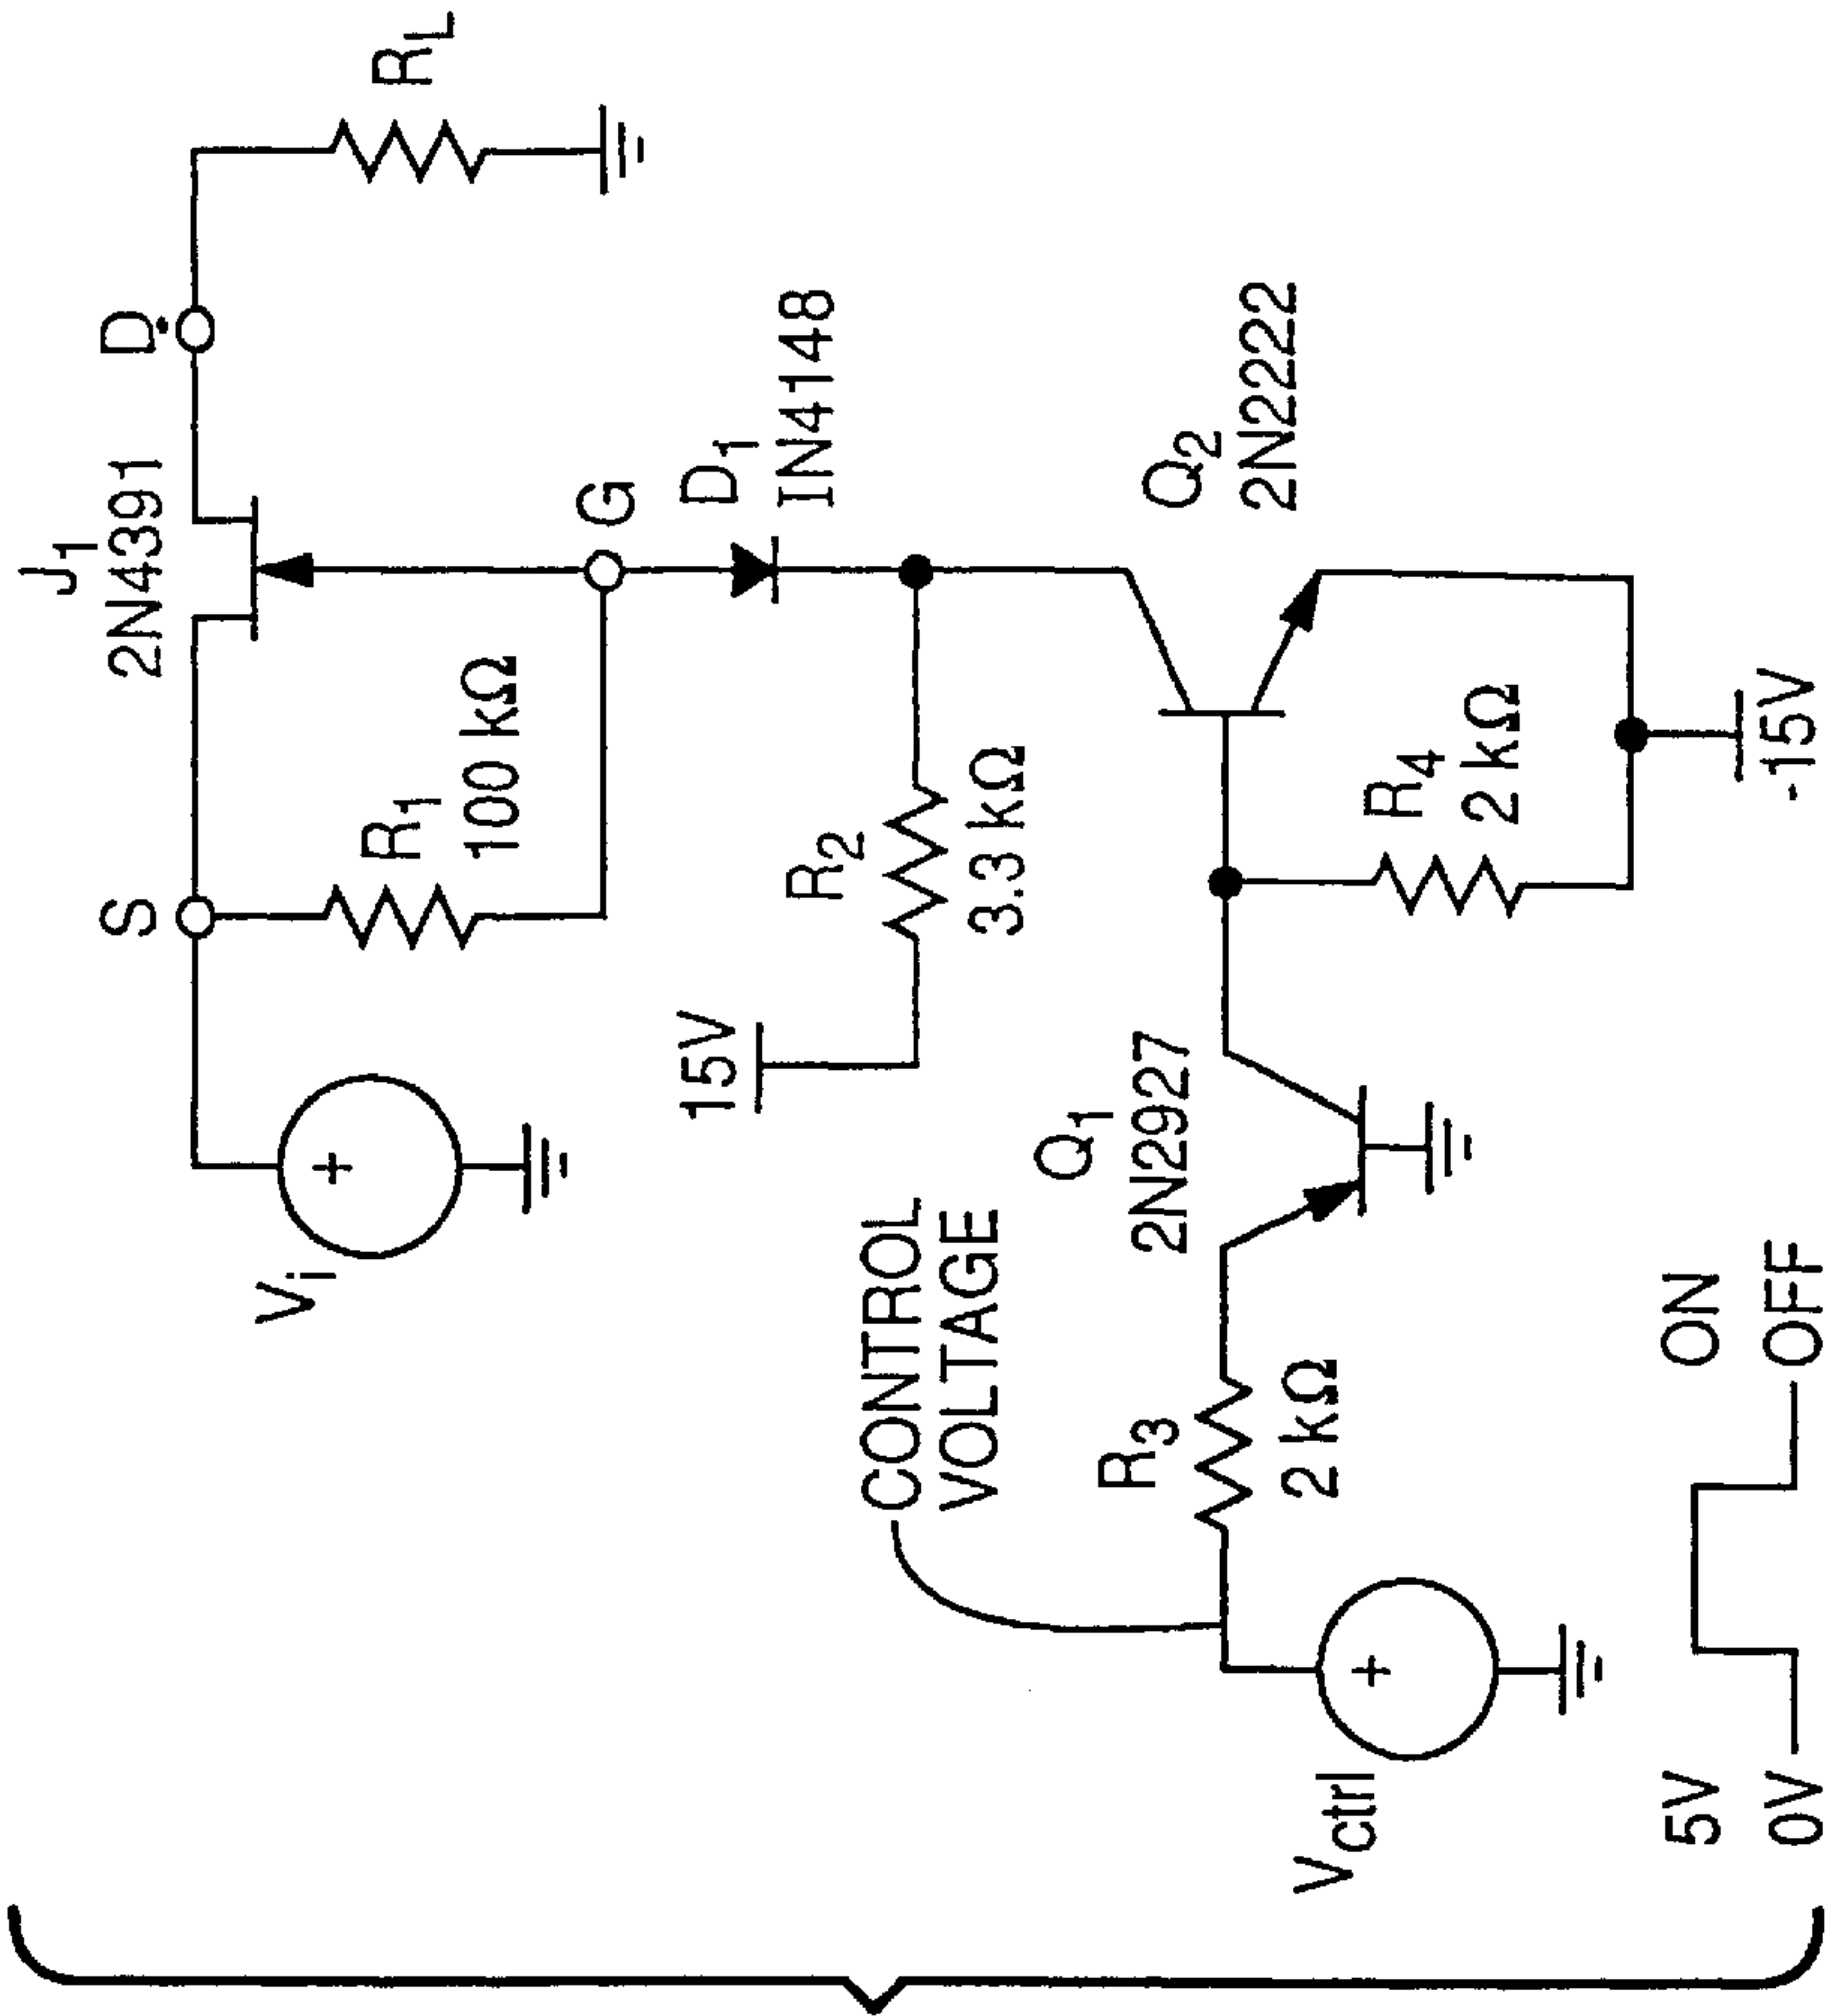 J1
2N4391
S
D
R1
100 kΩ
RL
Vi
G
D1
IN4148
15V
R2
3.3 kΩ
CONTROL
VOLTAGE
Q1
2N2927
Q2
2N2222
R3
2 kΩ
R4
2 kΩ
Vctrl
-15V
5V
ON
0V
OFF